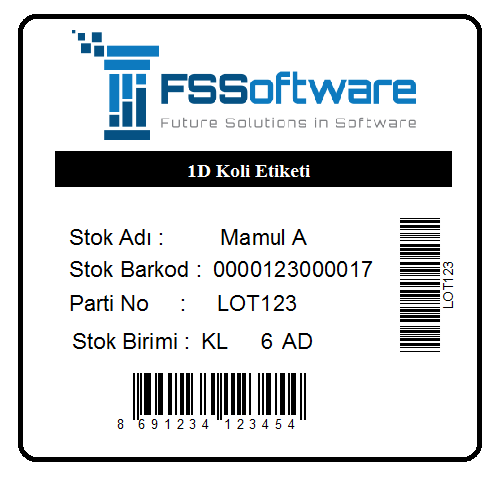 FSSoftware
Future Solutions in Software
1D Koli Etiketi
Stok Adı : Mamul A
Stok Barkod : 0000123000017
Parti No : LOT123
Stok Birimi : KL 6 AD
LOT123
8 691234 123454